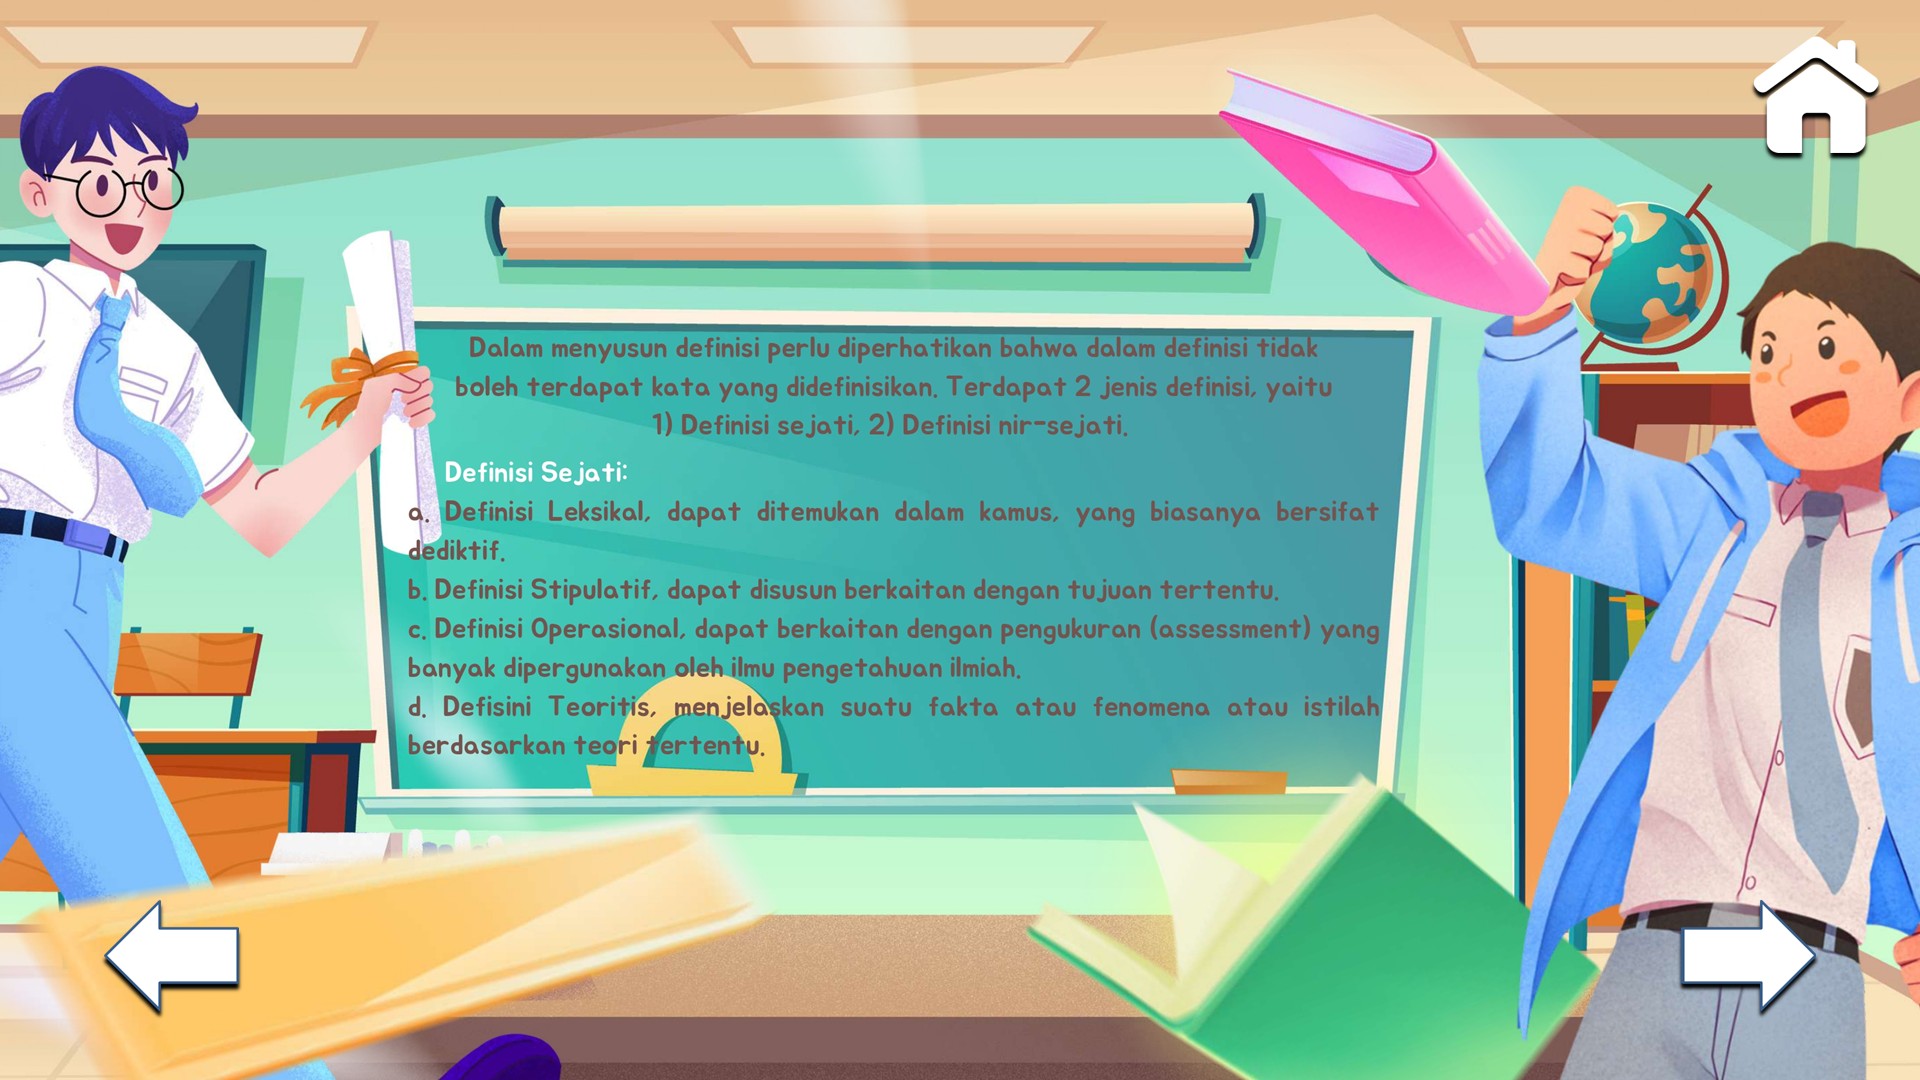 Dalam menyusun definisi perlu diperhatikan bahwa dalam definisi tidak
boleh terdapat kata yang didefinisikan. Terdapat 2 jenis definisi, yaitu
1) Definisi sejati, 2) Definisi nir-sejati.
Definisi Sejati:
a. Definisi Leksikal, dapat ditemukan dalam kamus, yang biasanya bersifat
dediktif.
b. Definisi Stipulatif, dapat disusun berkaitan dengan tujuan tertentu.
c. Definisi Operasional, dapat berkaitan dengan pengukuran (assessment) yang
banyak dipergunakan oleh ilmu pengetahuan ilmiah.
d. Defisini Teoritis, menjelaskan suatu fakta atau fenomena atau istilah
berdasarkan teori tertentu.